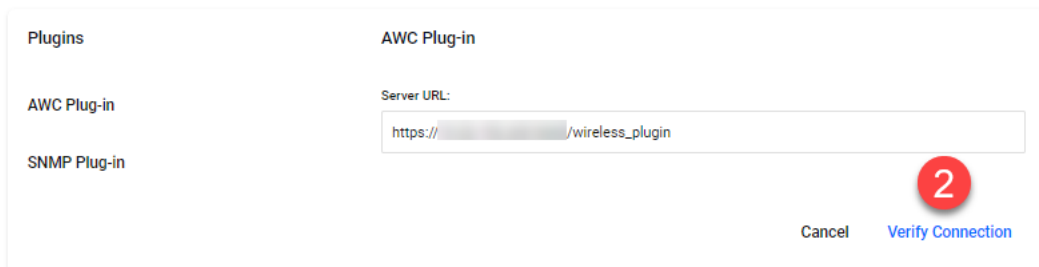 Plugins
AWC Plug-in
AWC Plug-in
SNMP Plug-in
Server URL:
https:// /wireless_plugin
2
Cancel Verify Connection